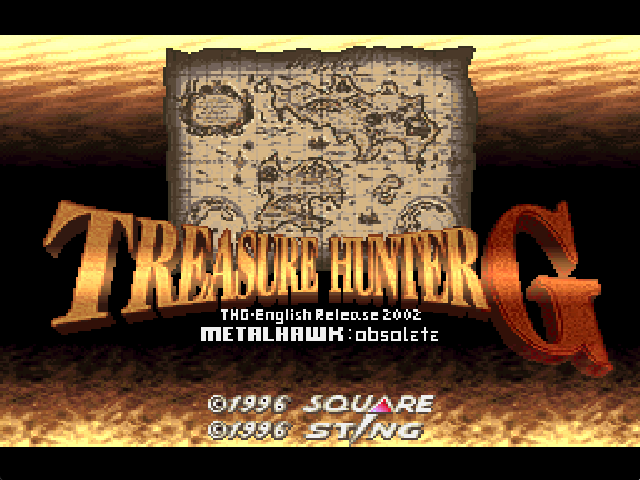 TREASURE HUNTER G
THG-English Release 2002
METALHAWK:obsolete
©1996 SQUARE
©1996 STING